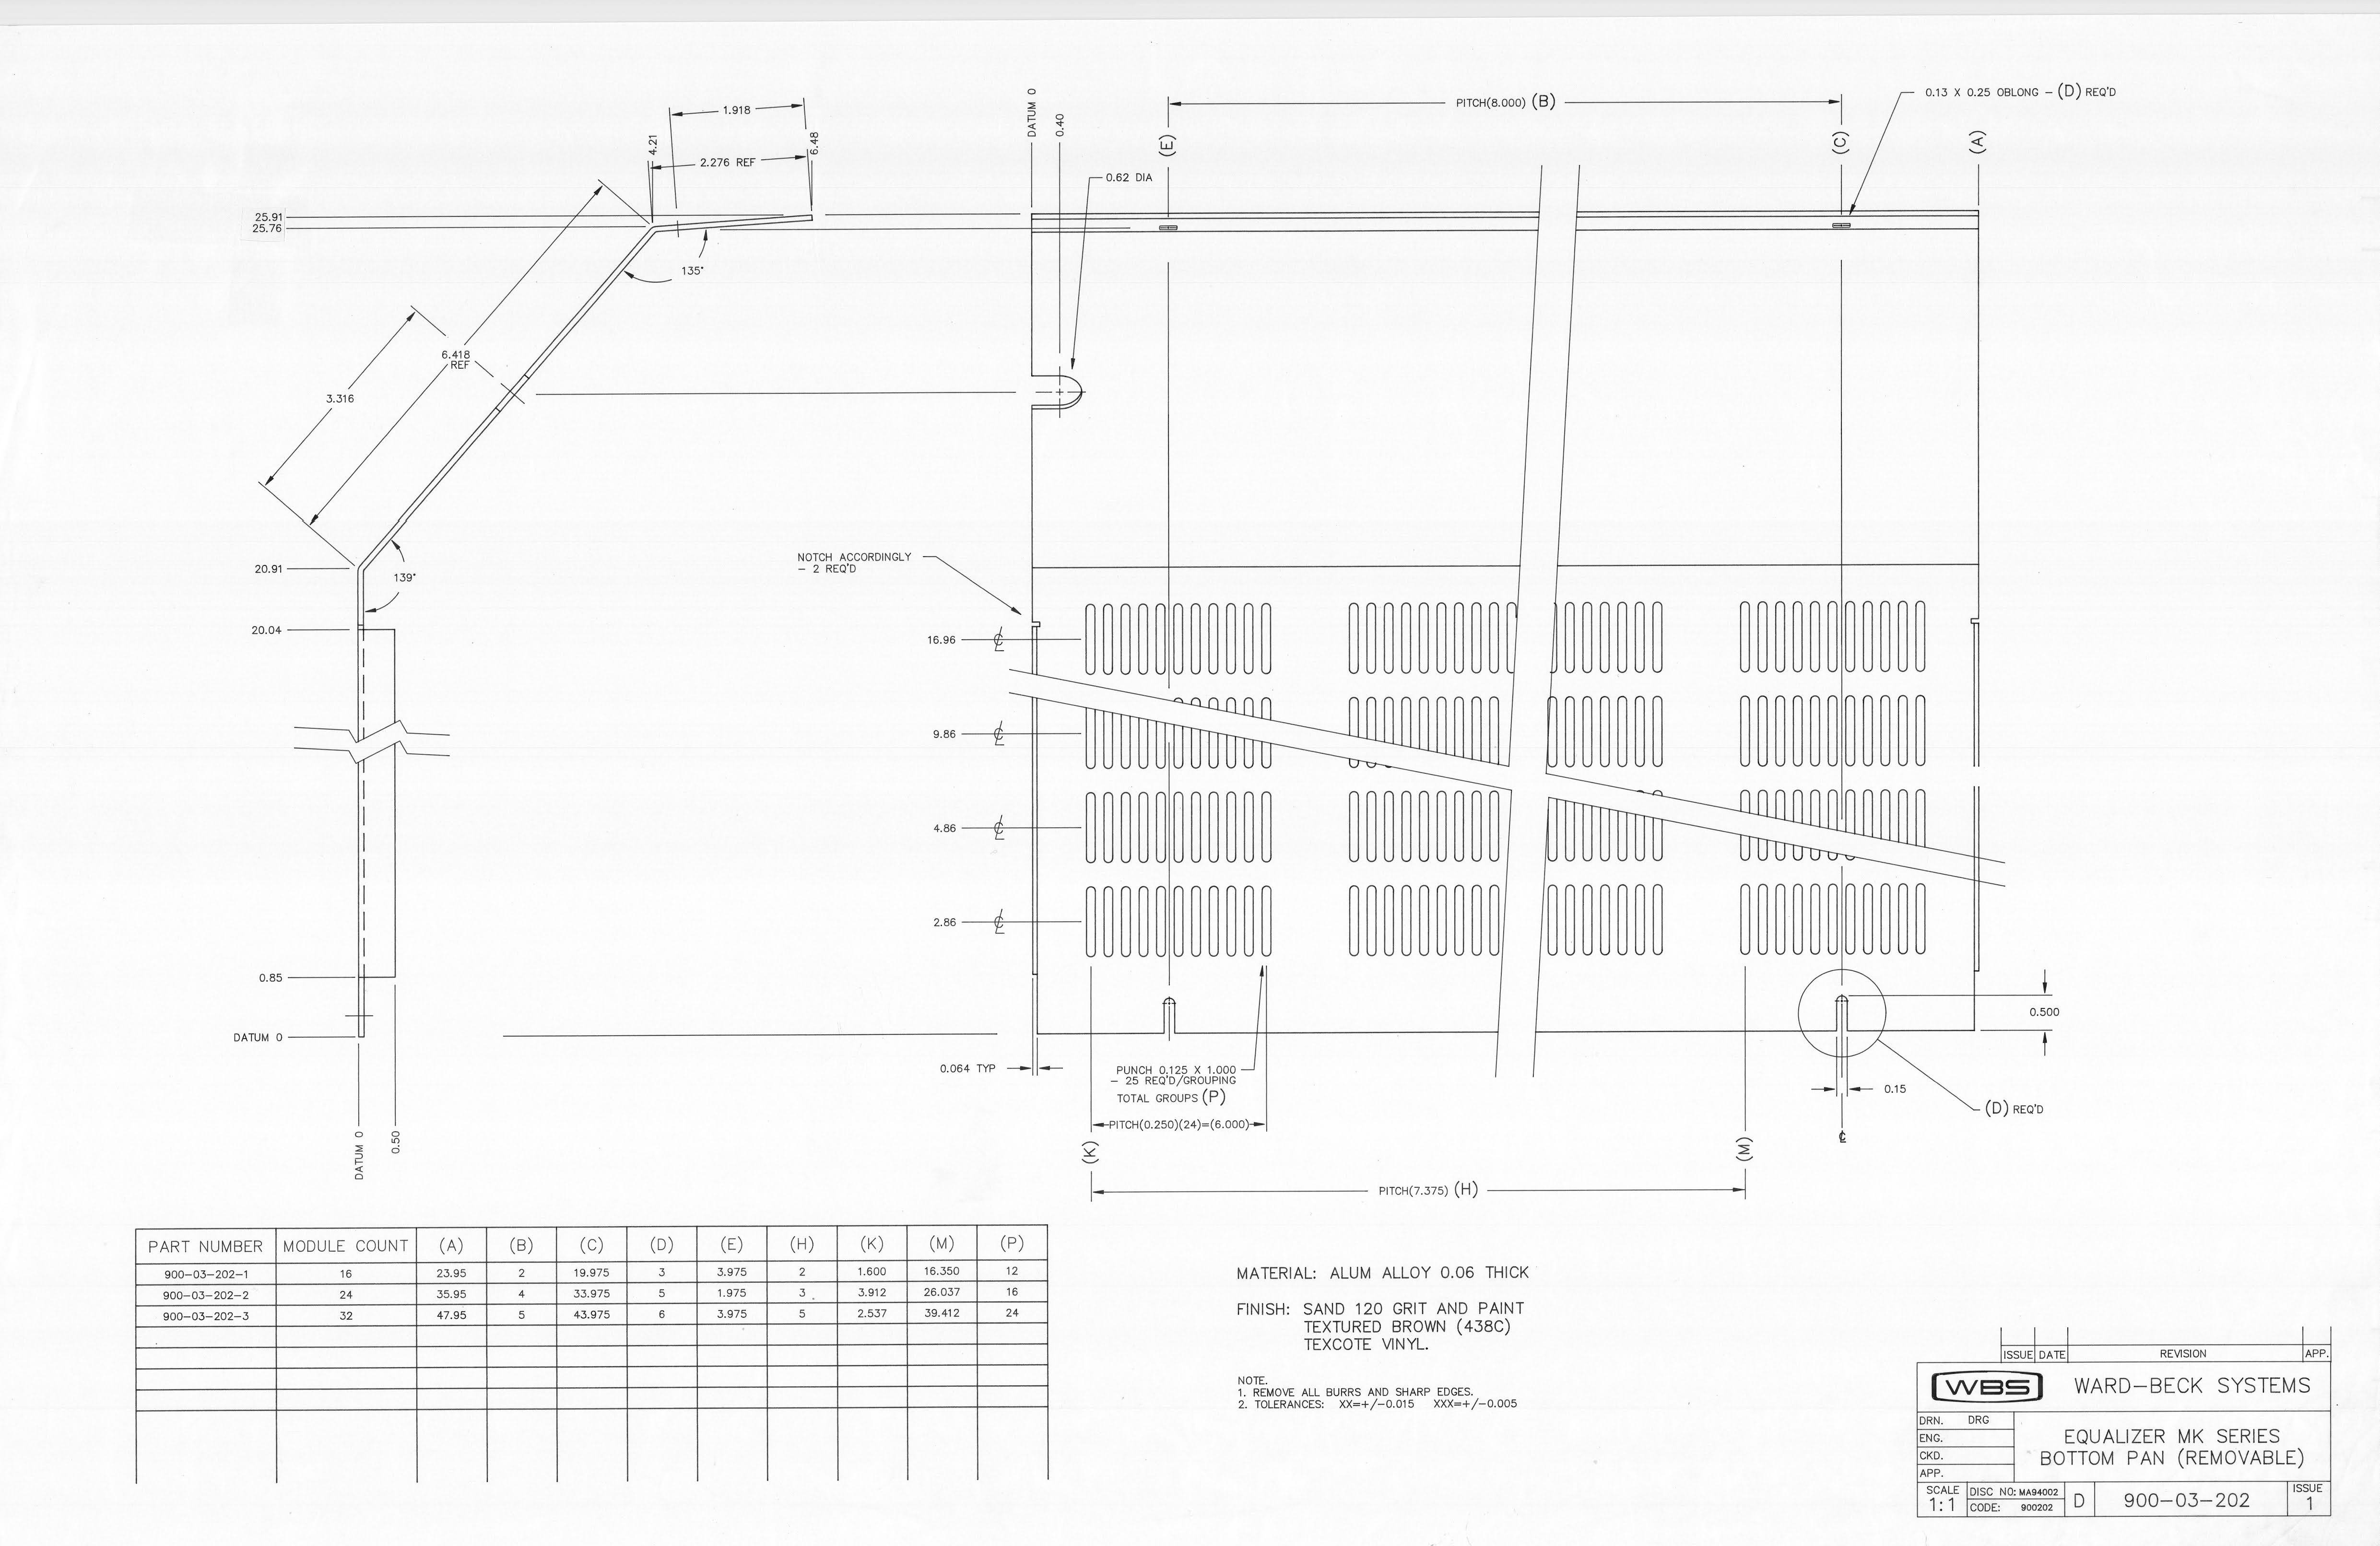 1.918
4.21
2.276 REF
6.48
25.91
25.76
135°
6.418
REF
3.316
20.91
139°
20.04
0.85
DATUM 0
DATUM 0
0.50
DATUM 0
0.40
(E)
PITCH(8.000) (B)
(C)
0.13 X 0.25 OBLONG - (D) REQ'D
(A)
0.62 DIA
NOTCH ACCORDINGLY
- 2 REQ'D
16.96
9.86
4.86
2.86
0.064 TYP
PUNCH 0.125 X 1.000
- 25 REQ'D/GROUPING
TOTAL GROUPS (P)
PITCH(0.250)(24)=(6.000)
(K)
(M)
PITCH(7.375) (H)
0.500
0.15
(D) REQ'D
℄
PART NUMBER MODULE COUNT (A) (B) (C) (D) (E) (H) (K) (M) (P)
900-03-202-1 16 23.95 2 19.975 3 3.975 2 1.600 16.350 12
900-03-202-2 24 35.95 4 33.975 5 1.975 3 3.912 26.037 16
900-03-202-3 32 47.95 5 43.975 6 3.975 5 2.537 39.412 24
MATERIAL: ALUM ALLOY 0.06 THICK
FINISH: SAND 120 GRIT AND PAINT
TEXTURED BROWN (438C)
TEXCOTE VINYL.
NOTE.
1. REMOVE ALL BURRS AND SHARP EDGES.
2. TOLERANCES: XX=+/-0.015 XXX=+/-0.005
ISSUE DATE REVISION APP.
WBS WARD-BECK SYSTEMS
DRN. DRG
ENG.
CKD.
APP.
EQUALIZER MK SERIES
BOTTOM PAN (REMOVABLE)
SCALE
1:1
DISC NO: MA94002
CODE: 900202
D
900-03-202
ISSUE
1